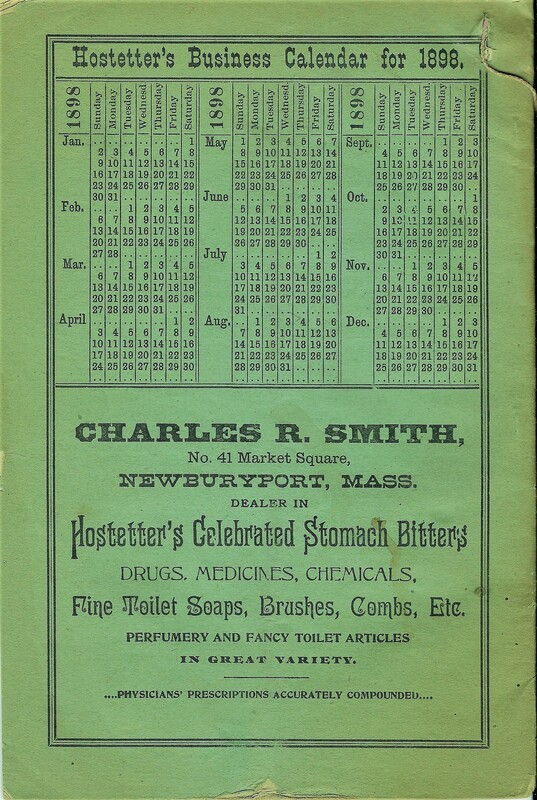 Hostetter's Business Calendar for 1898.
1898 Sunday Monday Tuesday Wednesd. Thursday Friday Saturday
Jan. .. .. .. .. .. .. 1
2 3 4 5 6 7 8
9 10 11 12 13 14 15
16 17 18 19 20 21 22
23 24 25 26 27 28 29
30 31 .. .. .. .. ..
Feb. .. .. 1 2 3 4 5
6 7 8 9 10 11 12
13 14 15 16 17 18 19
20 21 22 23 24 25 26
27 28 .. .. .. .. ..
Mar. .. .. 1 2 3 4 5
6 7 8 9 10 11 12
13 14 15 16 17 18 19
20 21 22 23 24 25 26
27 28 29 30 31 .. ..
April .. .. .. .. .. 1 2
3 4 5 6 7 8 9
10 11 12 13 14 15 16
17 18 19 20 21 22 23
24 25 26 27 28 29 30
1898 Sunday Monday Tuesday Wednesd. Thursday Friday Saturday
May 1 2 3 4 5 6 7
8 9 10 11 12 13 14
15 16 17 18 19 20 21
22 23 24 25 26 27 28
29 30 31 .. .. .. ..
June .. .. .. 1 2 3 4
5 6 7 8 9 10 11
12 13 14 15 16 17 18
19 20 21 22 23 24 25
26 27 28 29 30 .. ..
July .. .. .. .. .. 1 2
3 4 5 6 7 8 9
10 11 12 13 14 15 16
17 18 19 20 21 22 23
24 25 26 27 28 29 30
31 .. .. .. .. .. ..
Aug. .. 1 2 3 4 5 6
7 8 9 10 11 12 13
14 15 16 17 18 19 20
21 22 23 24 25 26 27
28 29 30 31 .. .. ..
1898 Sunday Monday Tuesday Wednesd. Thursday Friday Saturday
Sept. .. .. .. .. 1 2 3
4 5 6 7 8 9 10
11 12 13 14 15 16 17
18 19 20 21 22 23 24
25 26 27 28 29 30 ..
Oct. .. .. .. .. .. .. 1
2 3 4 5 6 7 8
9 10 11 12 13 14 15
16 17 18 19 20 21 22
23 24 25 26 27 28 29
30 31 .. .. .. .. ..
Nov. .. .. 1 2 3 4 5
6 7 8 9 10 11 12
13 14 15 16 17 18 19
20 21 22 23 24 25 26
27 28 29 30 .. .. ..
Dec. .. .. .. .. 1 2 3
4 5 6 7 8 9 10
11 12 13 14 15 16 17
18 19 20 21 22 23 24
25 26 27 28 29 30 31
CHARLES R. SMITH,
No. 41 Market Square,
NEWBURYPORT, MASS.
DEALER IN
Hostetter's Celebrated Stomach Bitters
DRUGS, MEDICINES, CHEMICALS,
Fine Toilet Soaps, Brushes, Combs, Etc.
PERFUMERY AND FANCY TOILET ARTICLES
IN GREAT VARIETY.
....PHYSICIANS' PRESCRIPTIONS ACCURATELY COMPOUNDED....